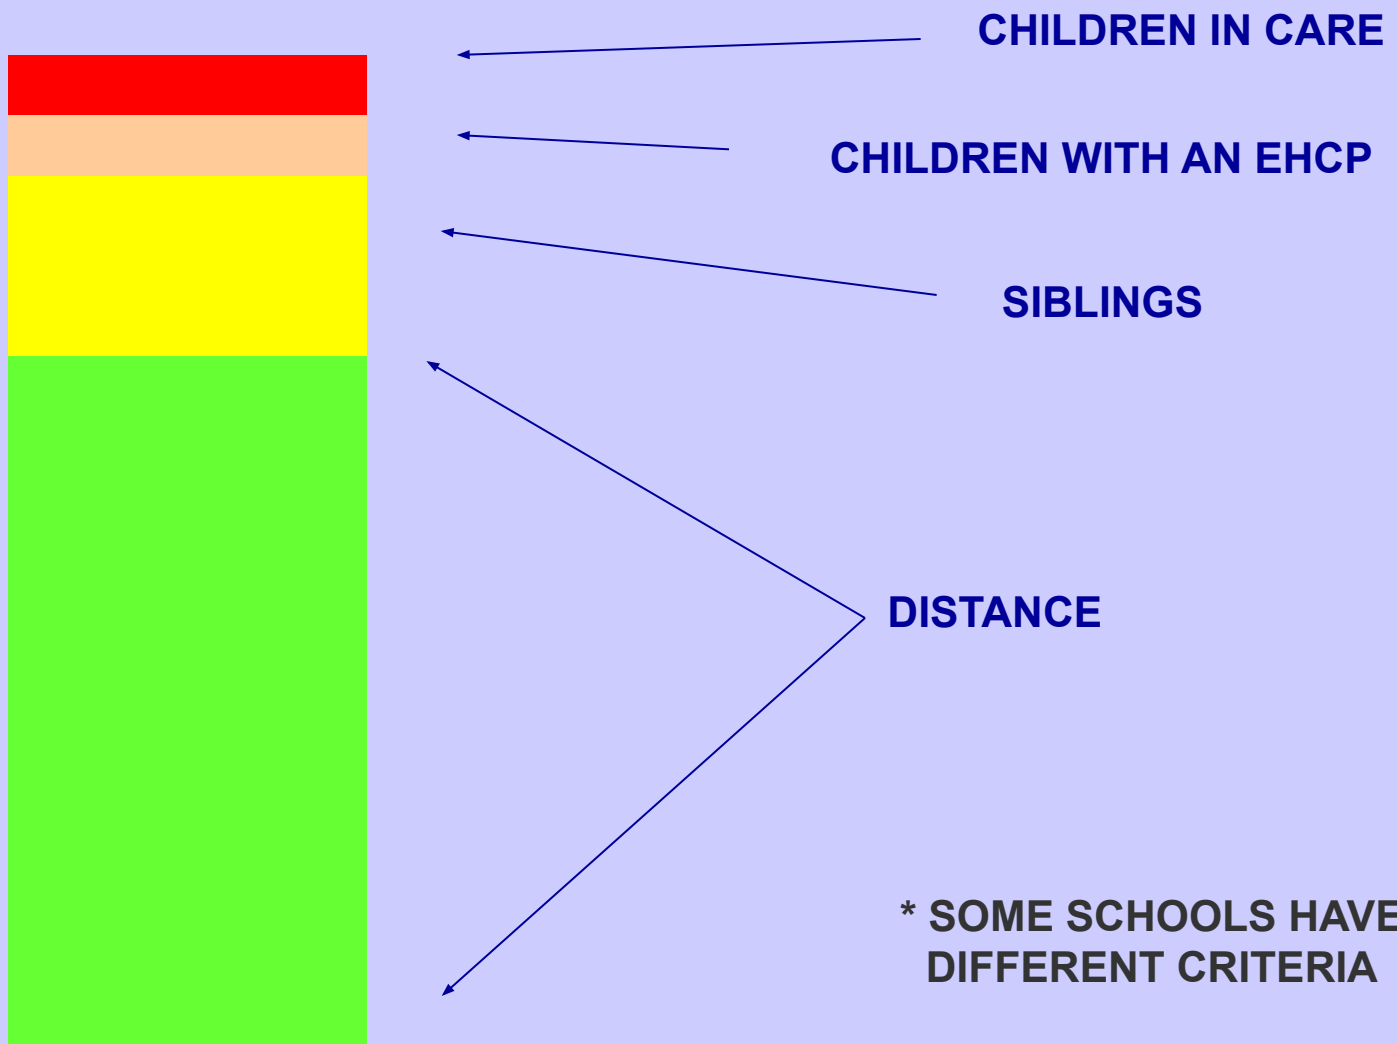 CHILDREN IN CARE
CHILDREN WITH AN EHCP
SIBLINGS
DISTANCE
* SOME SCHOOLS HAVE
DIFFERENT CRITERIA